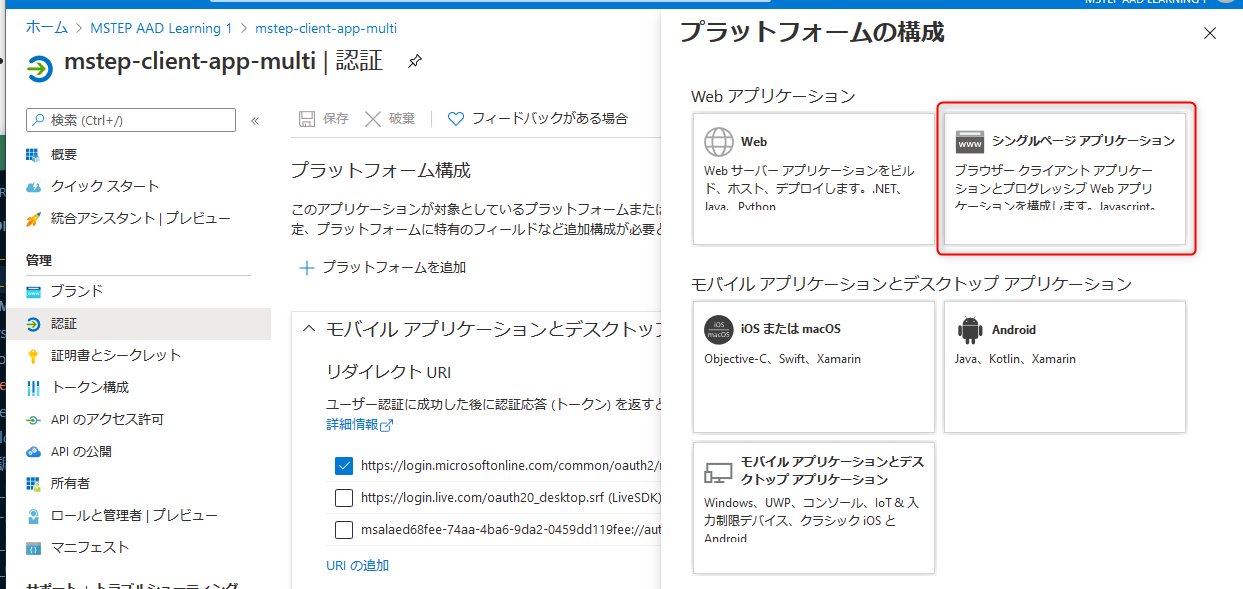 MSTEP AAD LEARNING 1
ホーム > MSTEP AAD Learning 1 > mstep-client-app-multi
mstep-client-app-multi | 認証
検索 (Ctrl+/)
«
概要
クイック スタート
統合アシスタント | プレビュー
管理
ブランド
認証
証明書とシークレット
トークン構成
API のアクセス許可
API の公開
所有者
ロールと管理者 | プレビュー
マニフェスト
サポート + トラブルシューティング
保存
破棄
フィードバックがある場合
プラットフォーム構成
このアプリケーションが対象としているプラットフォームまたは
定、プラットフォームに特有のフィールドなど追加構成が必要と
プラットフォームを追加
モバイル アプリケーションとデスクトップ
リダイレクト URI
ユーザー認証に成功した後に認証応答 (トークン) を返すと
詳細情報
https://login.microsoftonline.com/common/oauth2/
https://login.live.com/oauth20_desktop.srf (LiveSDK)
msalaed68fee-74aa-4ba6-9da2-0459dd119fee://aut
URI の追加
プラットフォームの構成
Web アプリケーション
Web
Web サーバー アプリケーションをビル
ド、ホスト、デプロイします。.NET、
Java、Python
www
シングルページ アプリケーション
ブラウザー クライアント アプリケー
ションとプログレッシブ Web アプリ
ケーションを構成します。Javascript。
モバイル アプリケーションとデスクトップ アプリケーション
iOS
macOS
iOS または macOS
Objective-C、Swift、Xamarin
Android
Java、Kotlin、Xamarin
モバイル アプリケーションとデス
クトップ アプリケーション
Windows、UWP、コンソール、IoT & 入
力制限デバイス、クラシック iOS と
Android